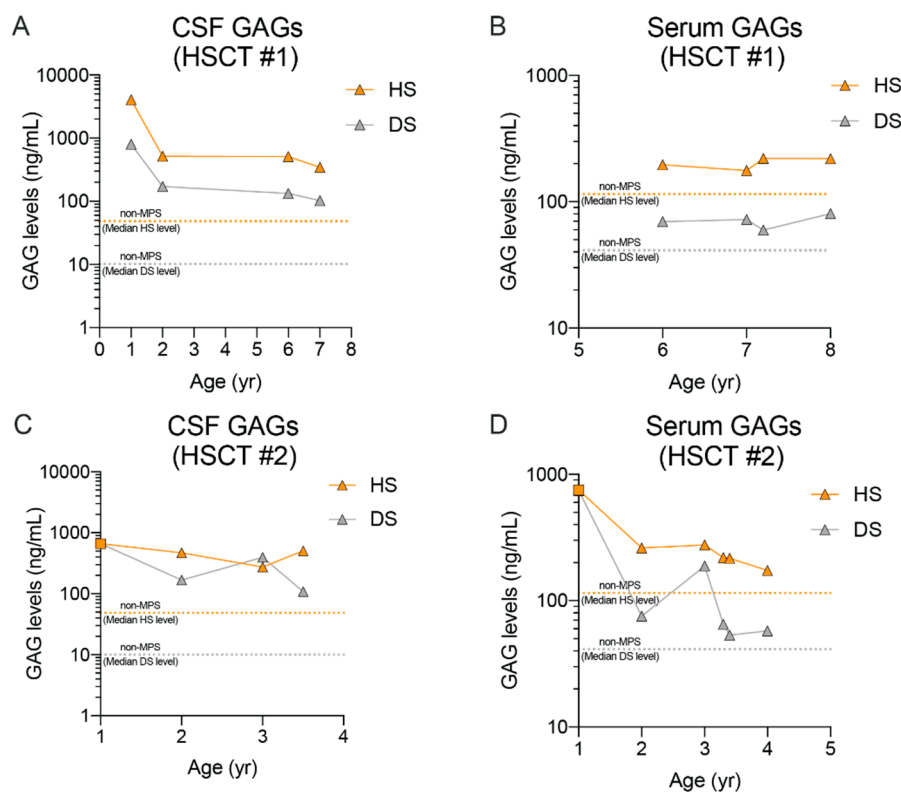 A
CSF GAGs
(HSCT #1)
GAG levels (ng/mL)
10000
1000
100
10
1
HS
DS
non-MPS
(Median HS level)
non-MPS
(Median DS level)
0 1 2 3 4 5 6 7 8
Age (yr)
B
Serum GAGs
(HSCT #1)
GAG levels (ng/mL)
1000
100
10
HS
DS
non-MPS
(Median HS level)
non-MPS
(Median DS level)
5 6 7 8
Age (yr)
C
CSF GAGs
(HSCT #2)
GAG levels (ng/mL)
10000
1000
100
10
1
HS
DS
non-MPS
(Median HS level)
non-MPS
(Median DS level)
1 2 3 4
Age (yr)
D
Serum GAGs
(HSCT #2)
GAG levels (ng/mL)
1000
100
10
HS
DS
non-MPS
(Median HS level)
non-MPS
(Median DS level)
1 2 3 4 5
Age (yr)